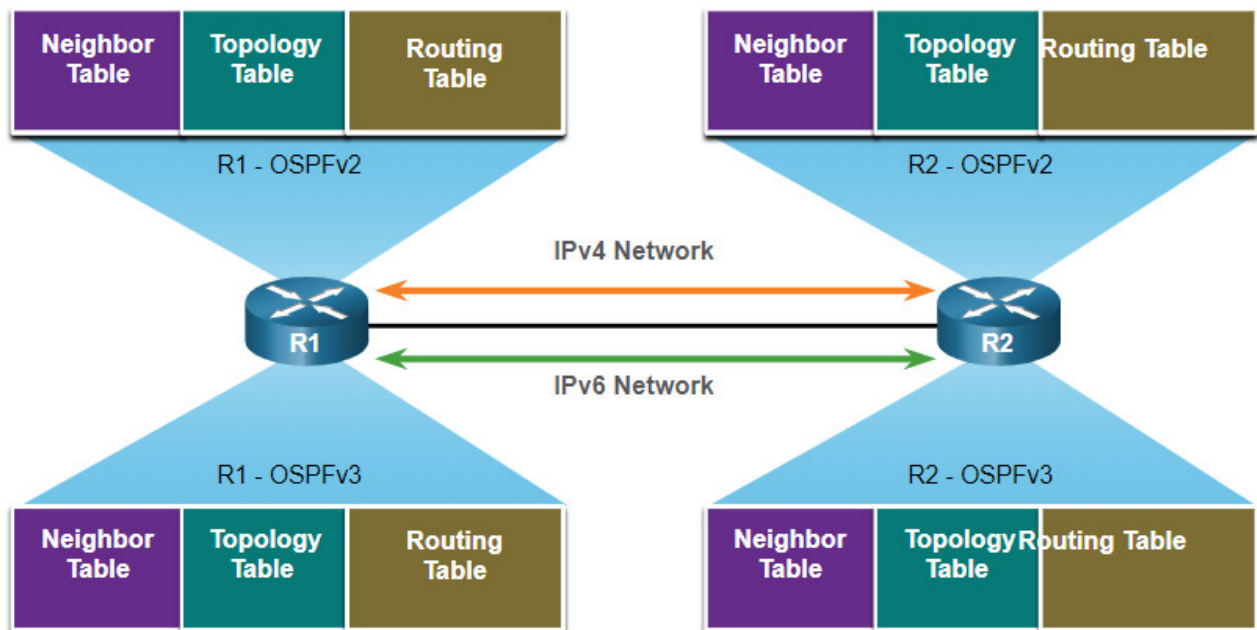 Neighbor
Table
Topology
Table
Routing
Table
Neighbor
Table
Topology
Table
Routing Table
R1 - OSPFv2
R2 - OSPFv2
IPv4 Network
R1
R2
IPv6 Network
R1 - OSPFv3
R2 - OSPFv3
Neighbor
Table
Topology
Table
Routing
Table
Neighbor
Table
Topology
Table
Routing Table